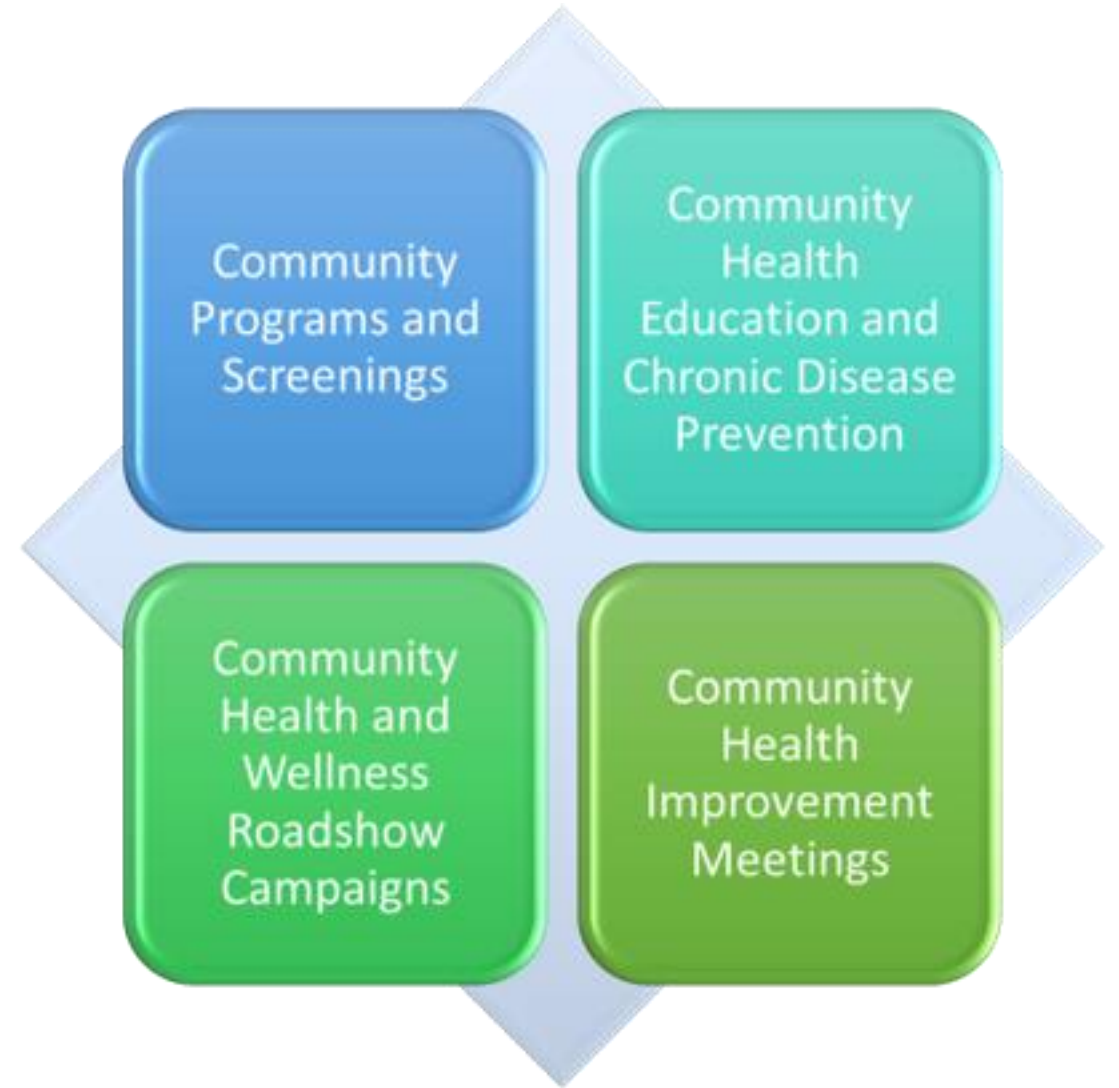 Community
Programs and
Screenings
Community
Health
Education and
Chronic Disease
Prevention
Community
Health and
Wellness
Roadshow
Campaigns
Community
Health
Improvement
Meetings